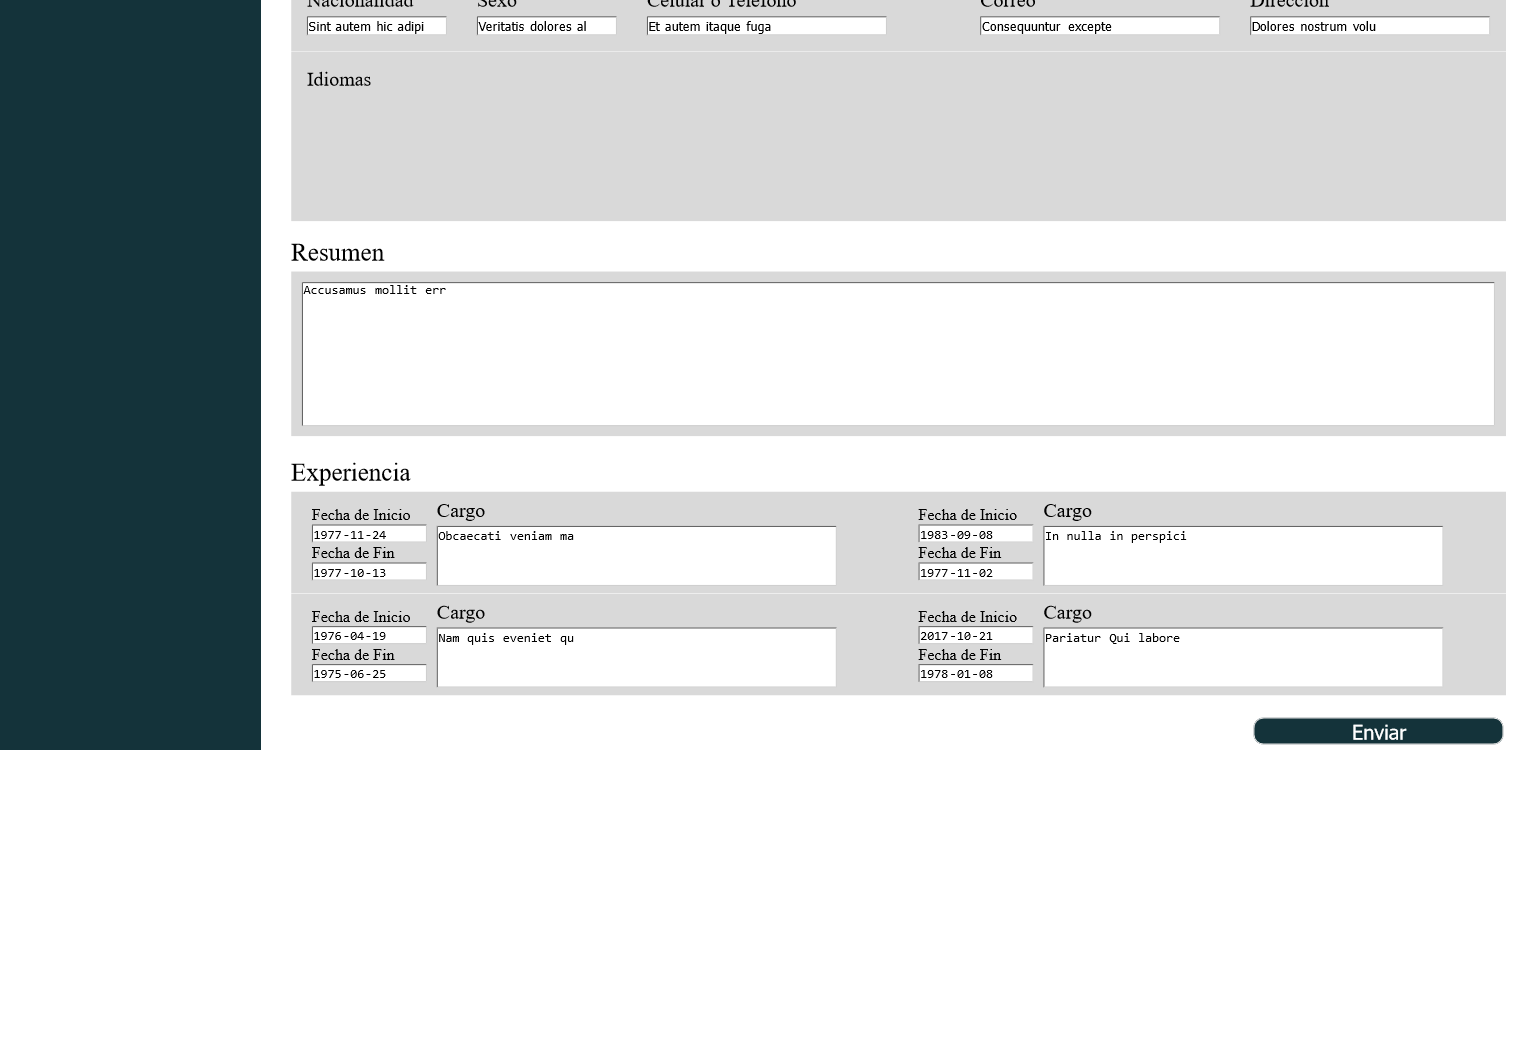 Nacionalidad Sexo Celular o Teléfono Correo Dirección
Sint autem hic adipi Veritatis dolores al Et autem itaque fuga Consequuntur excepte Dolores nostrum volu
Idiomas
Resumen
Accusamus mollit err
Experiencia
Fecha de Inicio Cargo Fecha de Inicio Cargo
1977-11-24 Obcaecati veniam ma 1983-09-08 In nulla in perspici
Fecha de Fin Fecha de Fin
1977-10-13 1977-11-02
Fecha de Inicio Cargo Fecha de Inicio Cargo
1976-04-19 Nam quis eveniet qu 2017-10-21 Pariatur Qui labore
Fecha de Fin Fecha de Fin
1975-06-25 1978-01-08
Enviar